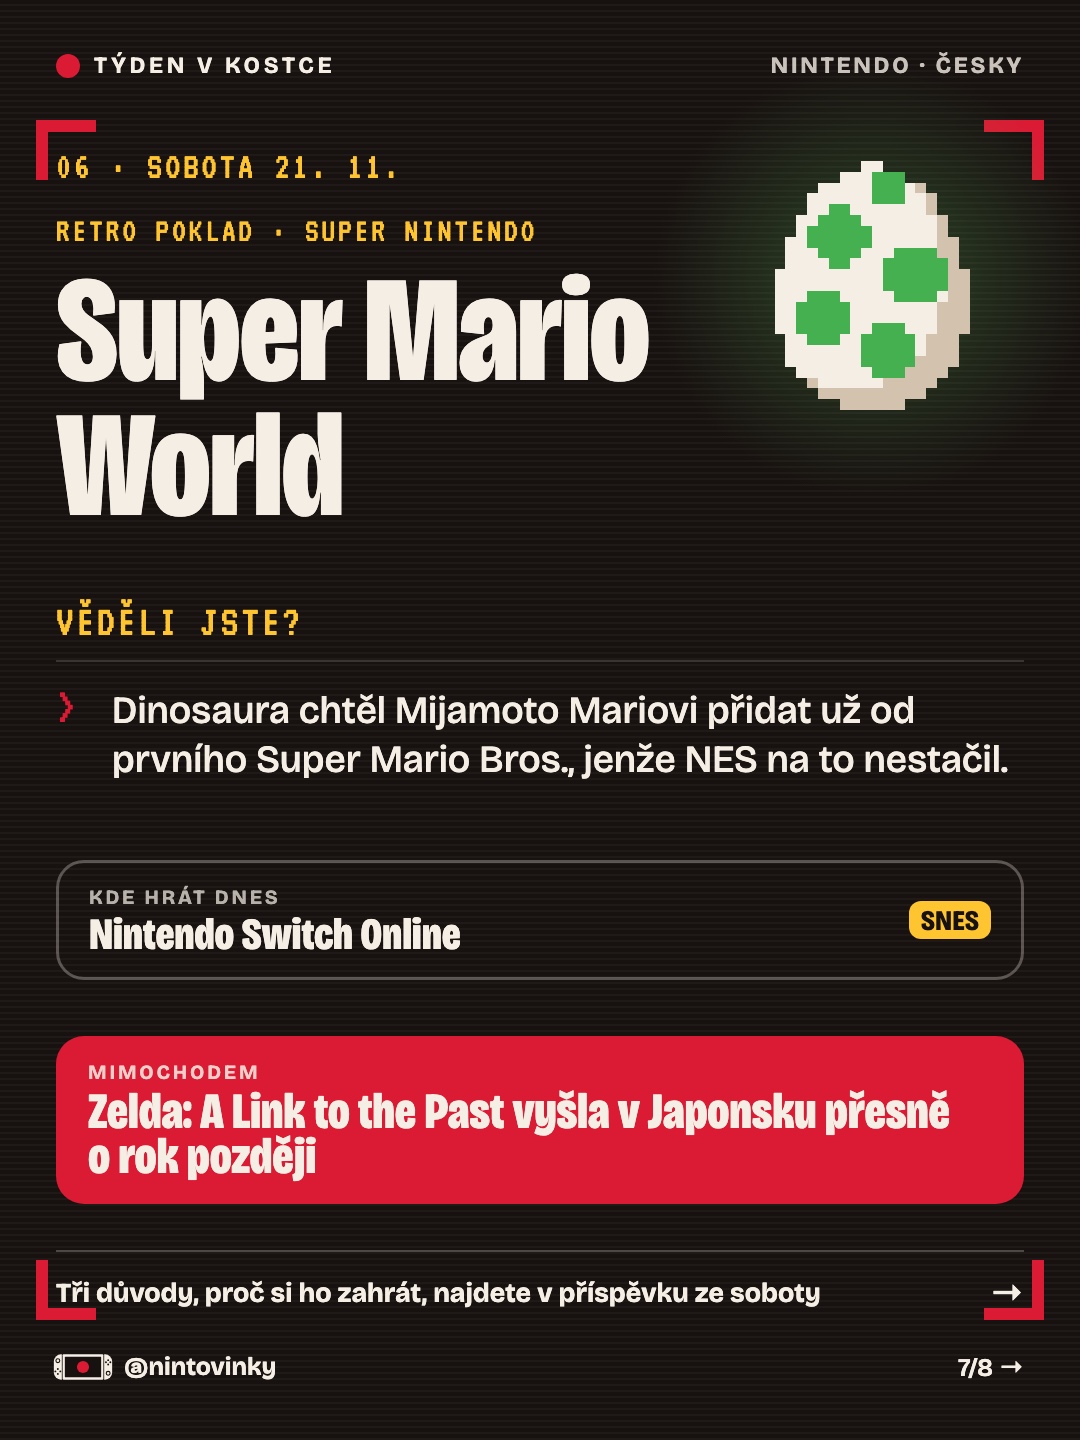 TÝDEN V KOSTCE
NINTENDO · ČESKY
06 · SOBOTA 21. 11.
RETRO POKLAD · SUPER NINTENDO
Super Mario
World
VĚDĚLI JSTE?
Dinosaura chtěl Mijamoto Mariovi přidat už od
prvního Super Mario Bros., jenže NES na to nestačil.
KDE HRÁT DNES
Nintendo Switch Online
SNES
MIMOCHODEM
Zelda: A Link to the Past vyšla v Japonsku přesně
o rok později
Tři důvody, proč si ho zahrát, najdete v příspěvku ze soboty →
@nintovinky
7/8 →